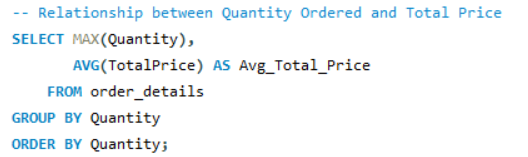 -- Relationship between Quantity Ordered and Total Price
SELECT MAX(Quantity),
AVG(TotalPrice) AS Avg_Total_Price
FROM order_details
GROUP BY Quantity
ORDER BY Quantity;